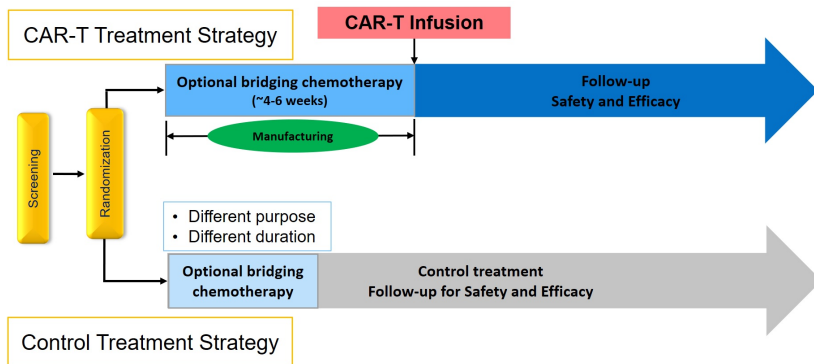 CAR-T Treatment Strategy
CAR-T Infusion
Optional bridging chemotherapy
(~4-6 weeks)
Follow-up
Safety and Efficacy
Manufacturing
Screening
Randomization
• Different purpose
• Different duration
Optional bridging
chemotherapy
Control treatment
Follow-up for Safety and Efficacy
Control Treatment Strategy